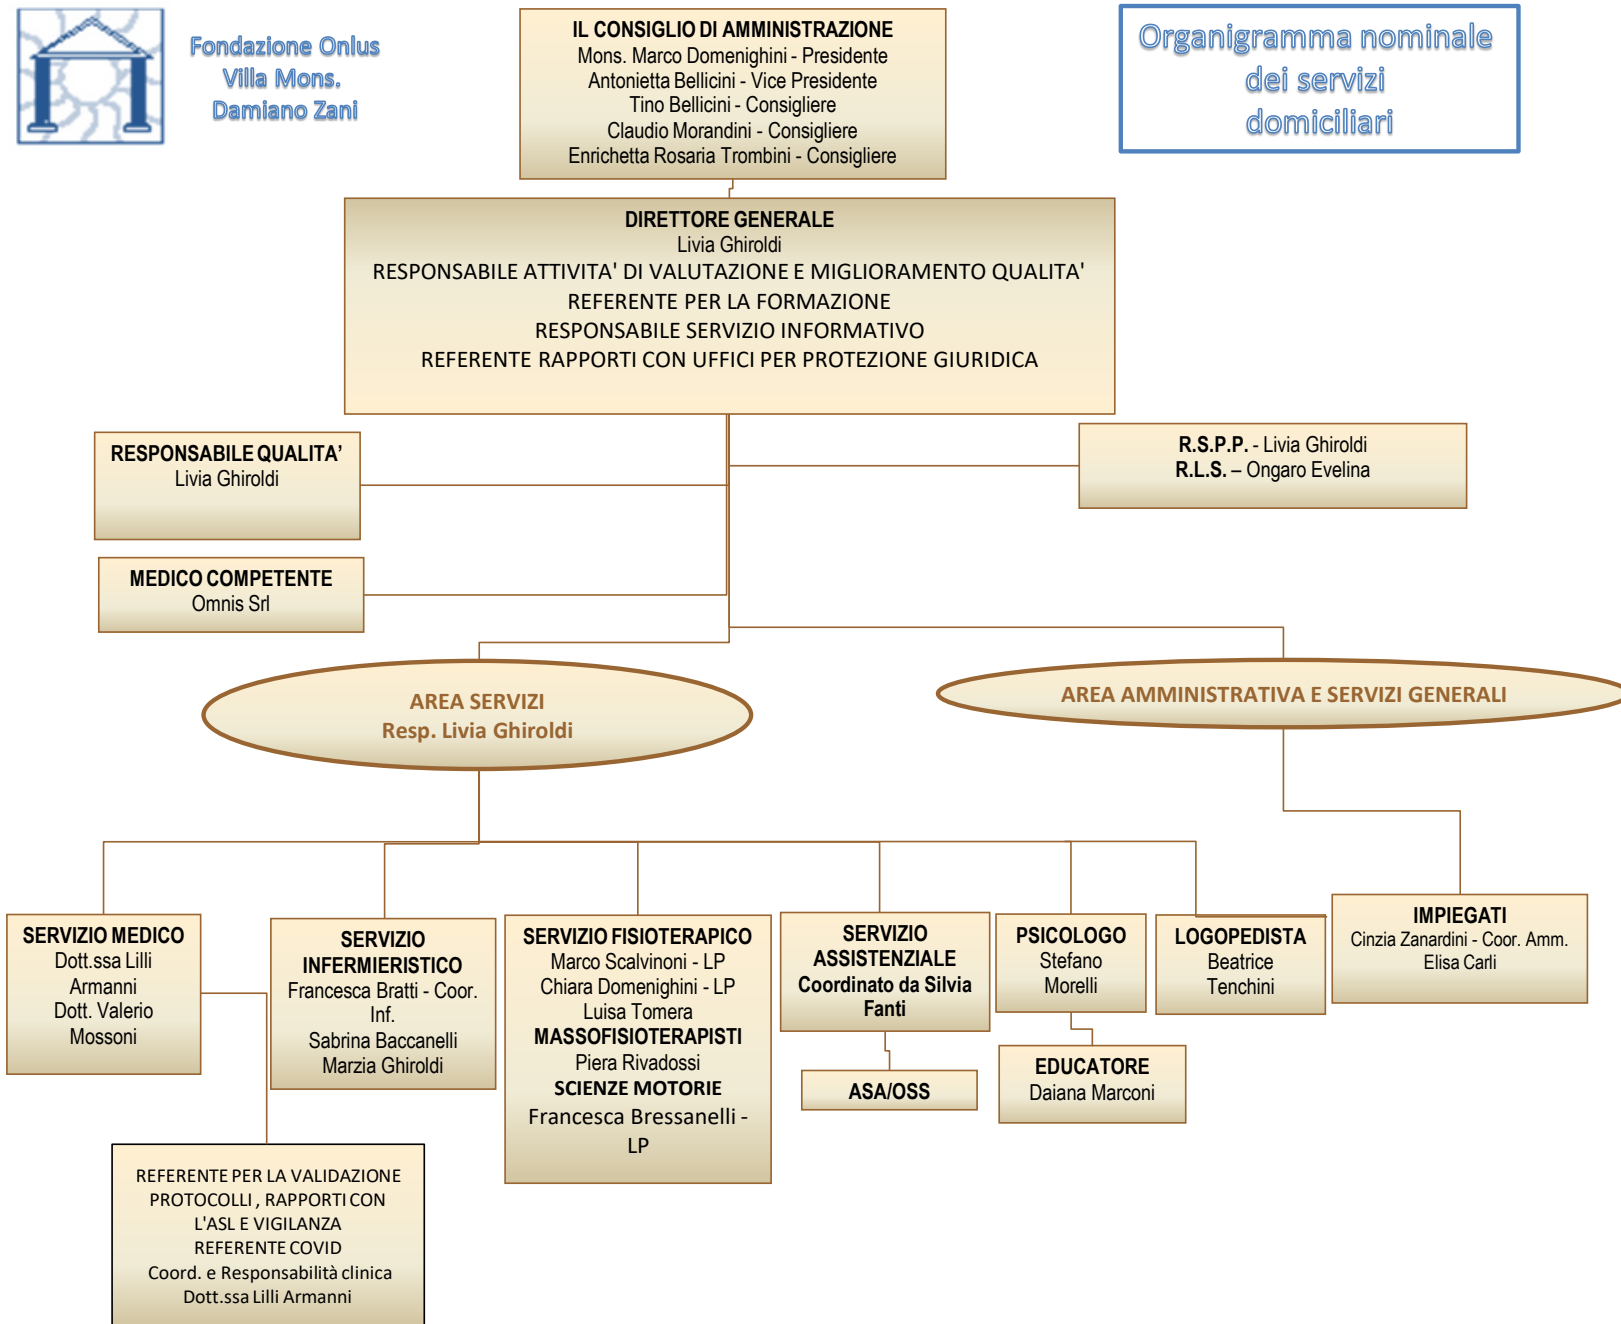 Fondazione Onlus
Villa Mons.
Damiano Zani
IL CONSIGLIO DI AMMINISTRAZIONE
Mons. Marco Domenighini - Presidente
Antonietta Bellicini - Vice Presidente
Tino Bellicini - Consigliere
Claudio Morandini - Consigliere
Enrichetta Rosaria Trombini - Consigliere
Organigramma nominale
dei servizi
domiciliari
DIRETTORE GENERALE
Livia Ghiroldi
RESPONSABILE ATTIVITA' DI VALUTAZIONE E MIGLIORAMENTO QUALITA'
REFERENTE PER LA FORMAZIONE
RESPONSABILE SERVIZIO INFORMATIVO
REFERENTE RAPPORTI CON UFFICI PER PROTEZIONE GIURIDICA
RESPONSABILE QUALITA’
Livia Ghiroldi
R.S.P.P. - Livia Ghiroldi
R.L.S. – Ongaro Evelina
MEDICO COMPETENTE
Omnis Srl
AREA SERVIZI
Resp. Livia Ghiroldi
AREA AMMINISTRATIVA E SERVIZI GENERALI
SERVIZIO MEDICO
Dott.ssa Lilli
Armanni
Dott. Valerio
Mossoni
SERVIZIO
INFERMIERISTICO
Francesca Bratti - Coor.
Inf.
Sabrina Baccanelli
Marzia Ghiroldi
SERVIZIO FISIOTERAPICO
Marco Scalvinoni - LP
Chiara Domenighini - LP
Luisa Tomera
MASSOFISIOTERAPISTI
Piera Rivadossi
SCIENZE MOTORIE
Francesca Bressanelli -
LP
SERVIZIO
ASSISTENZIALE
Coordinato da Silvia
Fanti
ASA/OSS
PSICOLOGO
Stefano
Morelli
EDUCATORE
Daiana Marconi
LOGOPEDISTA
Beatrice
Tenchini
IMPIEGATI
Cinzia Zanardini - Coor. Amm.
Elisa Carli
REFERENTE PER LA VALIDAZIONE
PROTOCOLLI , RAPPORTI CON
L'ASL E VIGILANZA
REFERENTE COVID
Coord. e Responsabilità clinica
Dott.ssa Lilli Armanni